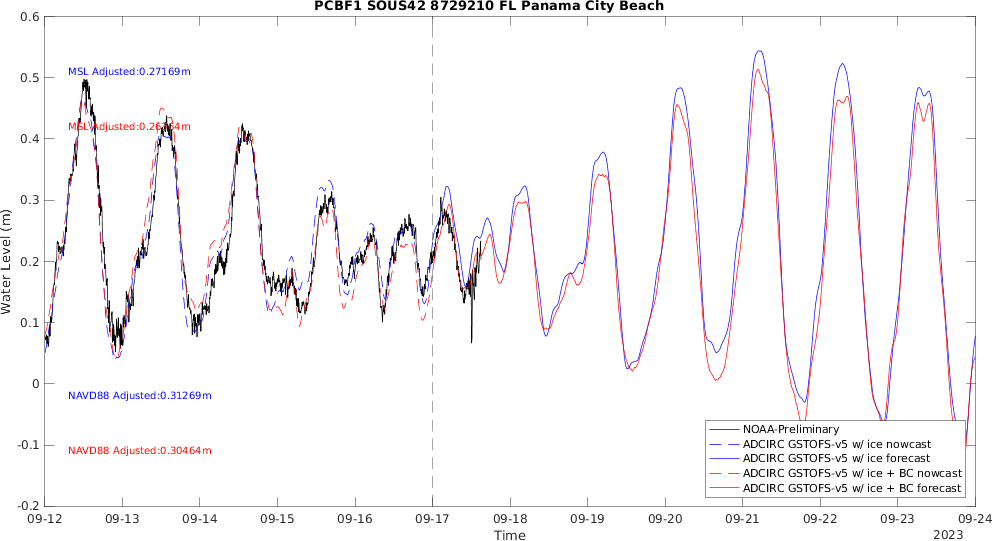 PCBF1 SOUS42 8729210 FL Panama City Beach
0.6
0.5
0.4
0.3
0.2
0.1
0
-0.1
-0.2
Water Level (m)
MSL Adjusted:0.27169m
MSL Adjusted:0.26364m
NAVD88 Adjusted:0.31269m
NAVD88 Adjusted:0.30464m
NOAA-Preliminary
ADCIRC GSTOFS-v5 w/ ice nowcast
ADCIRC GSTOFS-v5 w/ ice forecast
ADCIRC GSTOFS-v5 w/ ice + BC nowcast
ADCIRC GSTOFS-v5 w/ ice + BC forecast
09-12 09-13 09-14 09-15 09-16 09-17 09-18 09-19 09-20 09-21 09-22 09-23 09-24
Time
2023